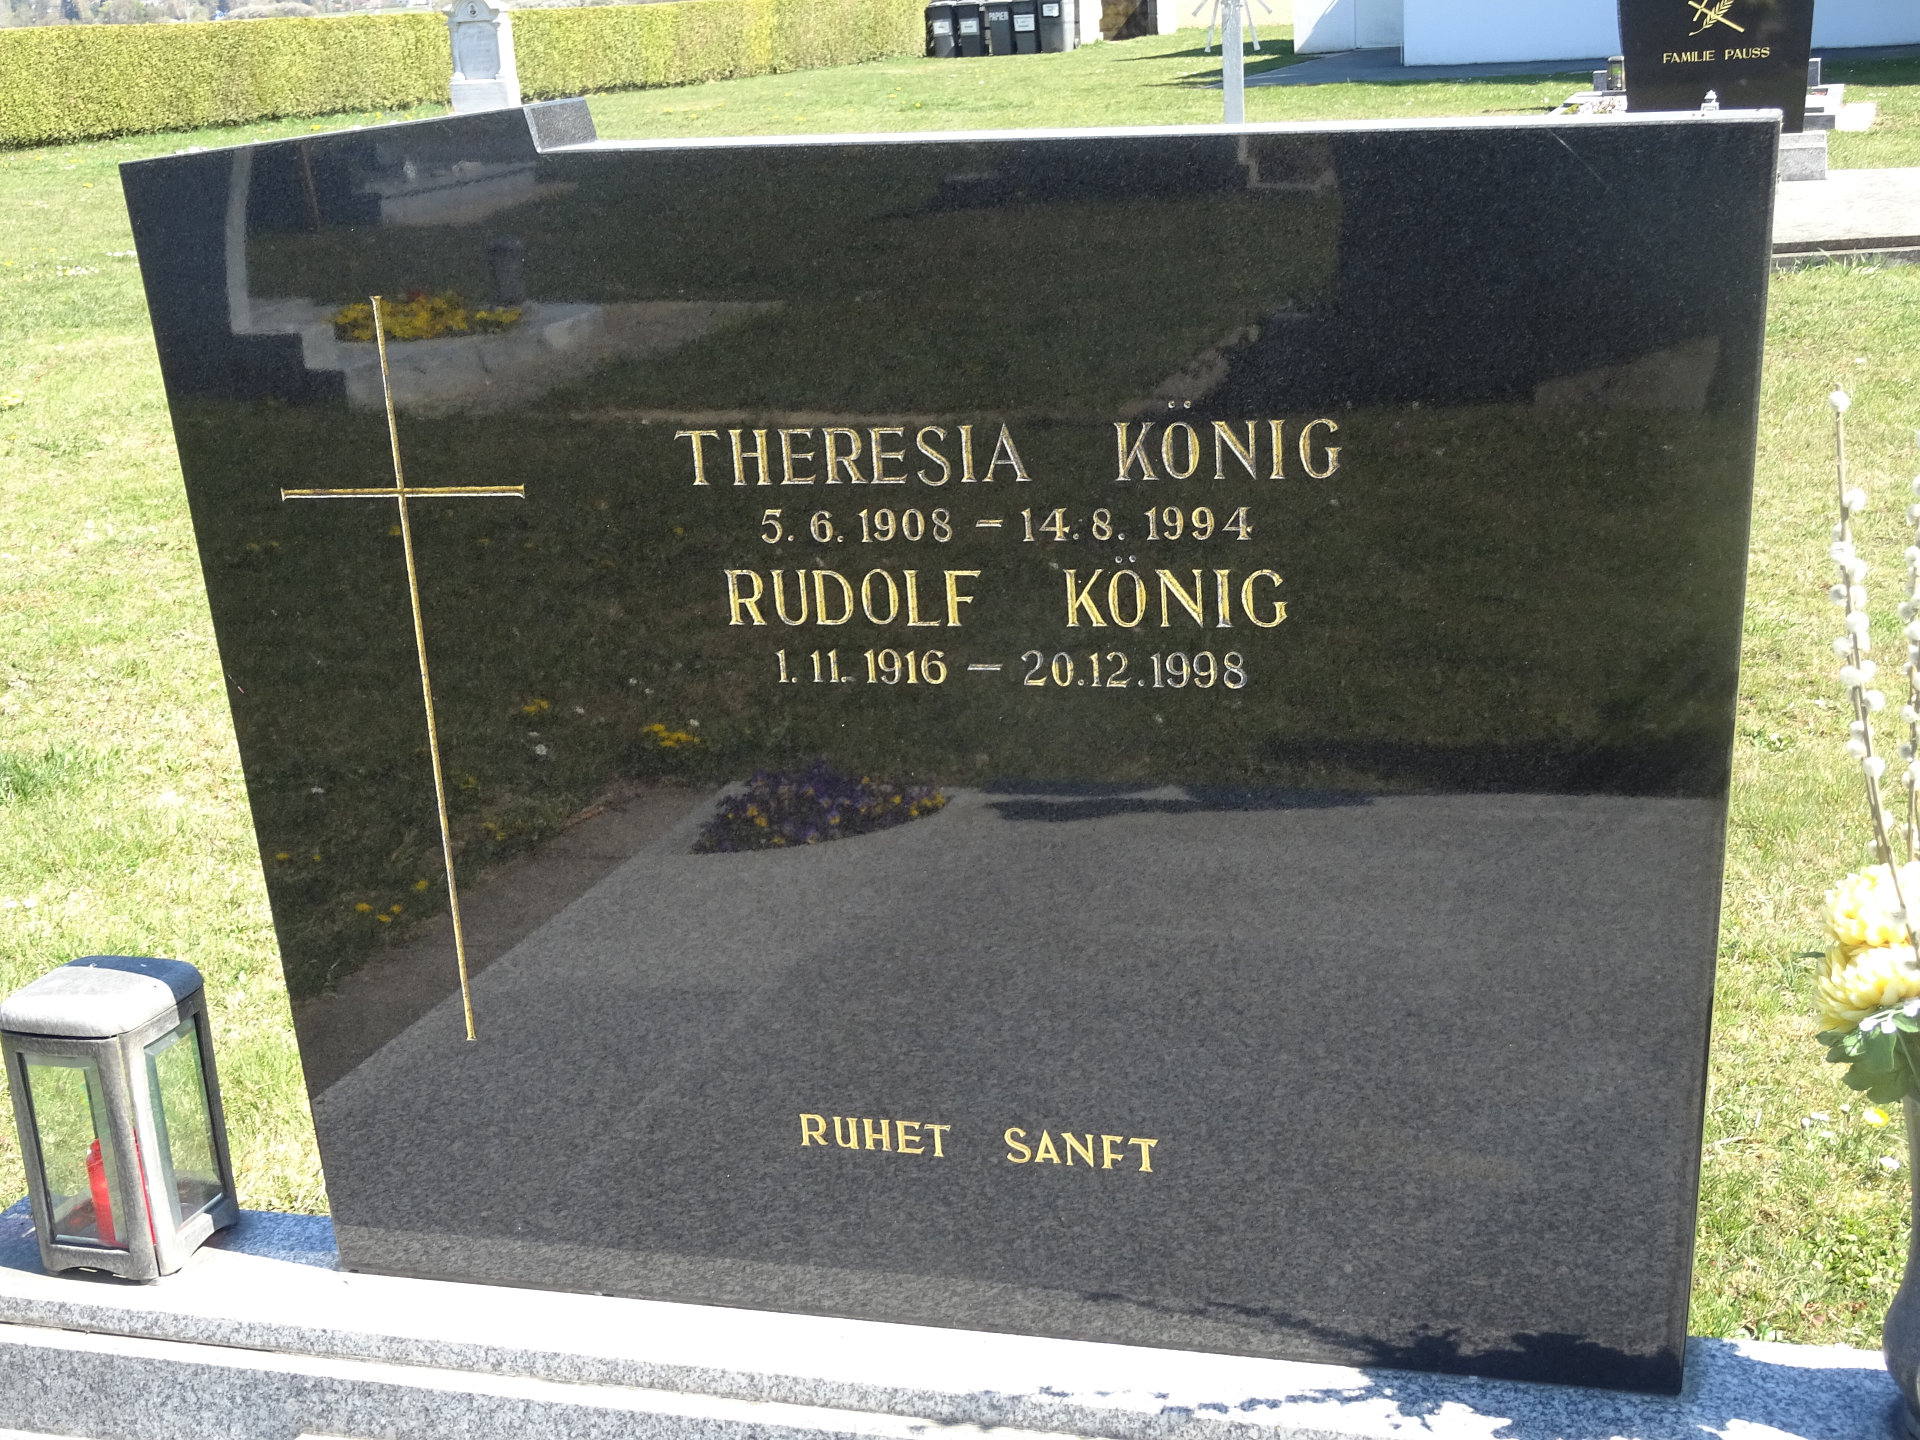 PAPIER
FAMILIE PAUSS
THERESIA KÖNIG
5.6.1908 – 14.8.1994
RUDOLF KÖNIG
1.11.1916 – 20.12.1998
RUHET SANFT